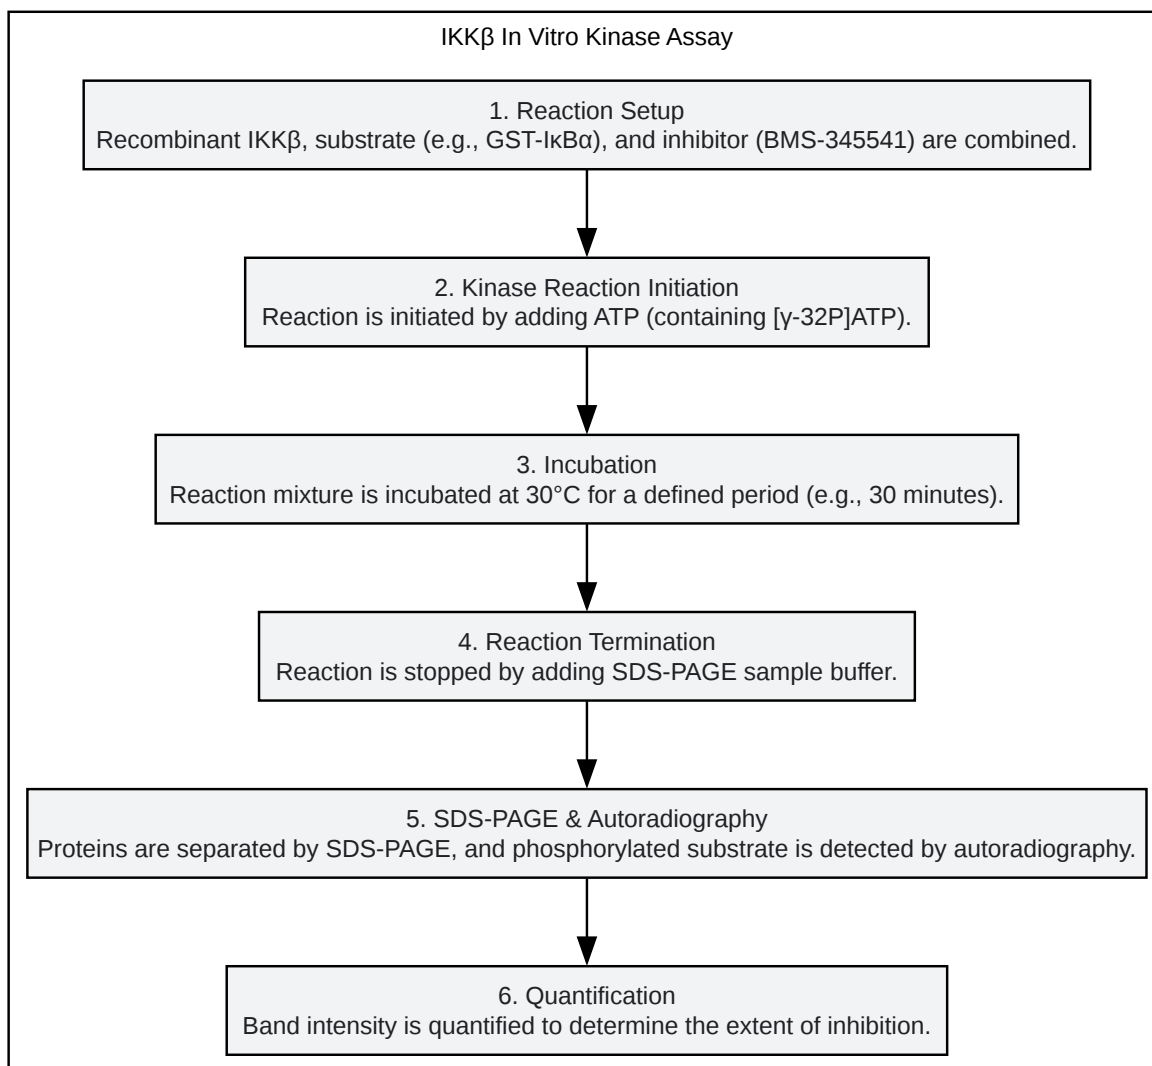 IKKβ In Vitro Kinase Assay
1. Reaction Setup
Recombinant IKKβ, substrate (e.g., GST-IκBα), and inhibitor (BMS-345541) are combined.
2. Kinase Reaction Initiation
Reaction is initiated by adding ATP (containing [γ-32P]ATP).
3. Incubation
Reaction mixture is incubated at 30°C for a defined period (e.g., 30 minutes).
4. Reaction Termination
Reaction is stopped by adding SDS-PAGE sample buffer.
5. SDS-PAGE & Autoradiography
Proteins are separated by SDS-PAGE, and phosphorylated substrate is detected by autoradiography.
6. Quantification
Band intensity is quantified to determine the extent of inhibition.